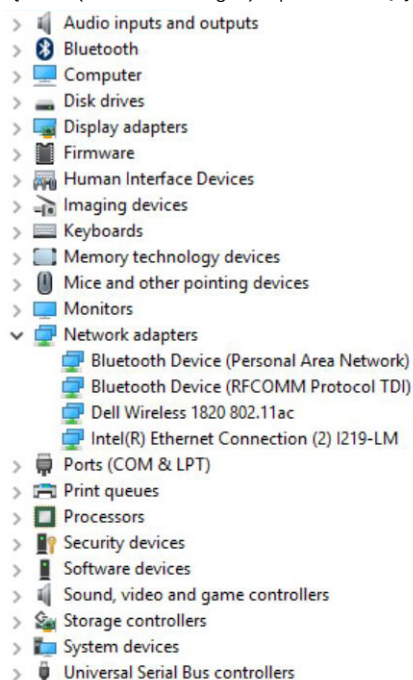 Audio inputs and outputs
Bluetooth
Computer
Disk drives
Display adapters
Firmware
Human Interface Devices
Imaging devices
Keyboards
Memory technology devices
Mice and other pointing devices
Monitors
Network adapters
Bluetooth Device (Personal Area Network)
Bluetooth Device (RFCOMM Protocol TDI)
Dell Wireless 1820 802.11ac
Intel(R) Ethernet Connection (2) I219-LM
Ports (COM & LPT)
Print queues
Processors
Security devices
Software devices
Sound, video and game controllers
Storage controllers
System devices
Universal Serial Bus controllers